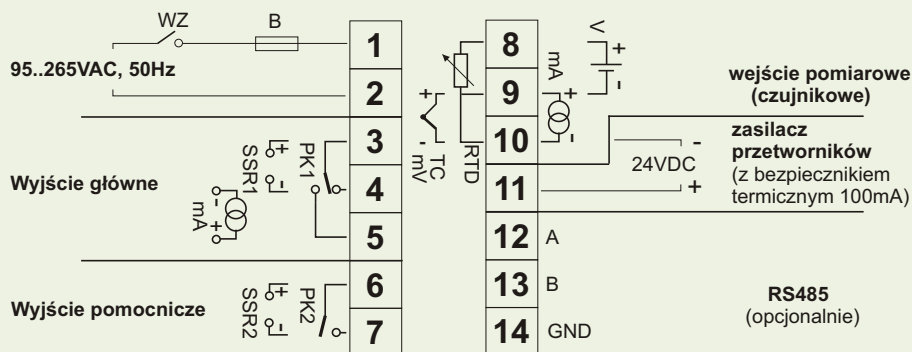 WZ
B
95..265VAC, 50Hz
1
2
3
4
5
6
7
Wyjście główne
SSR1
+
-
PK1
-
+
mA
Wyjście pomocnicze
SSR2
+
-
PK2
8
9
10
11
12
13
14
+
-
TC
mV
RTD
mA
+
-
V
+
-
wejście pomiarowe
(czujnikowe)
24VDC
-
+
zasilacz
przetworników
(z bezpiecznikiem
termicznym 100mA)
A
B
GND
RS485
(opcjonalnie)